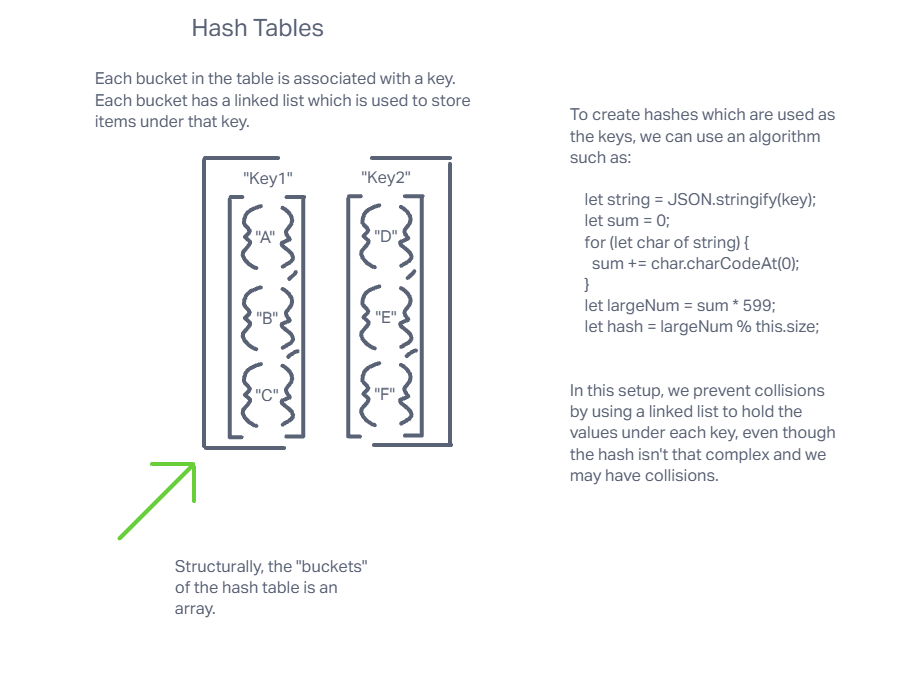 Hash Tables
Each bucket in the table is associated with a key.
Each bucket has a linked list which is used to store
items under that key.
"Key1"
"Key2"
"A"
"B"
"C"
"D"
"E"
"F"
Structurally, the "buckets"
of the hash table is an
array.
To create hashes which are used as
the keys, we can use an algorithm
such as:
let string = JSON.stringify(key);
let sum = 0;
for (let char of string) {
  sum += char.charCodeAt(0);
}
let largeNum = sum * 599;
let hash = largeNum % this.size;
In this setup, we prevent collisions
by using a linked list to hold the
values under each key, even though
the hash isn't that complex and we
may have collisions.